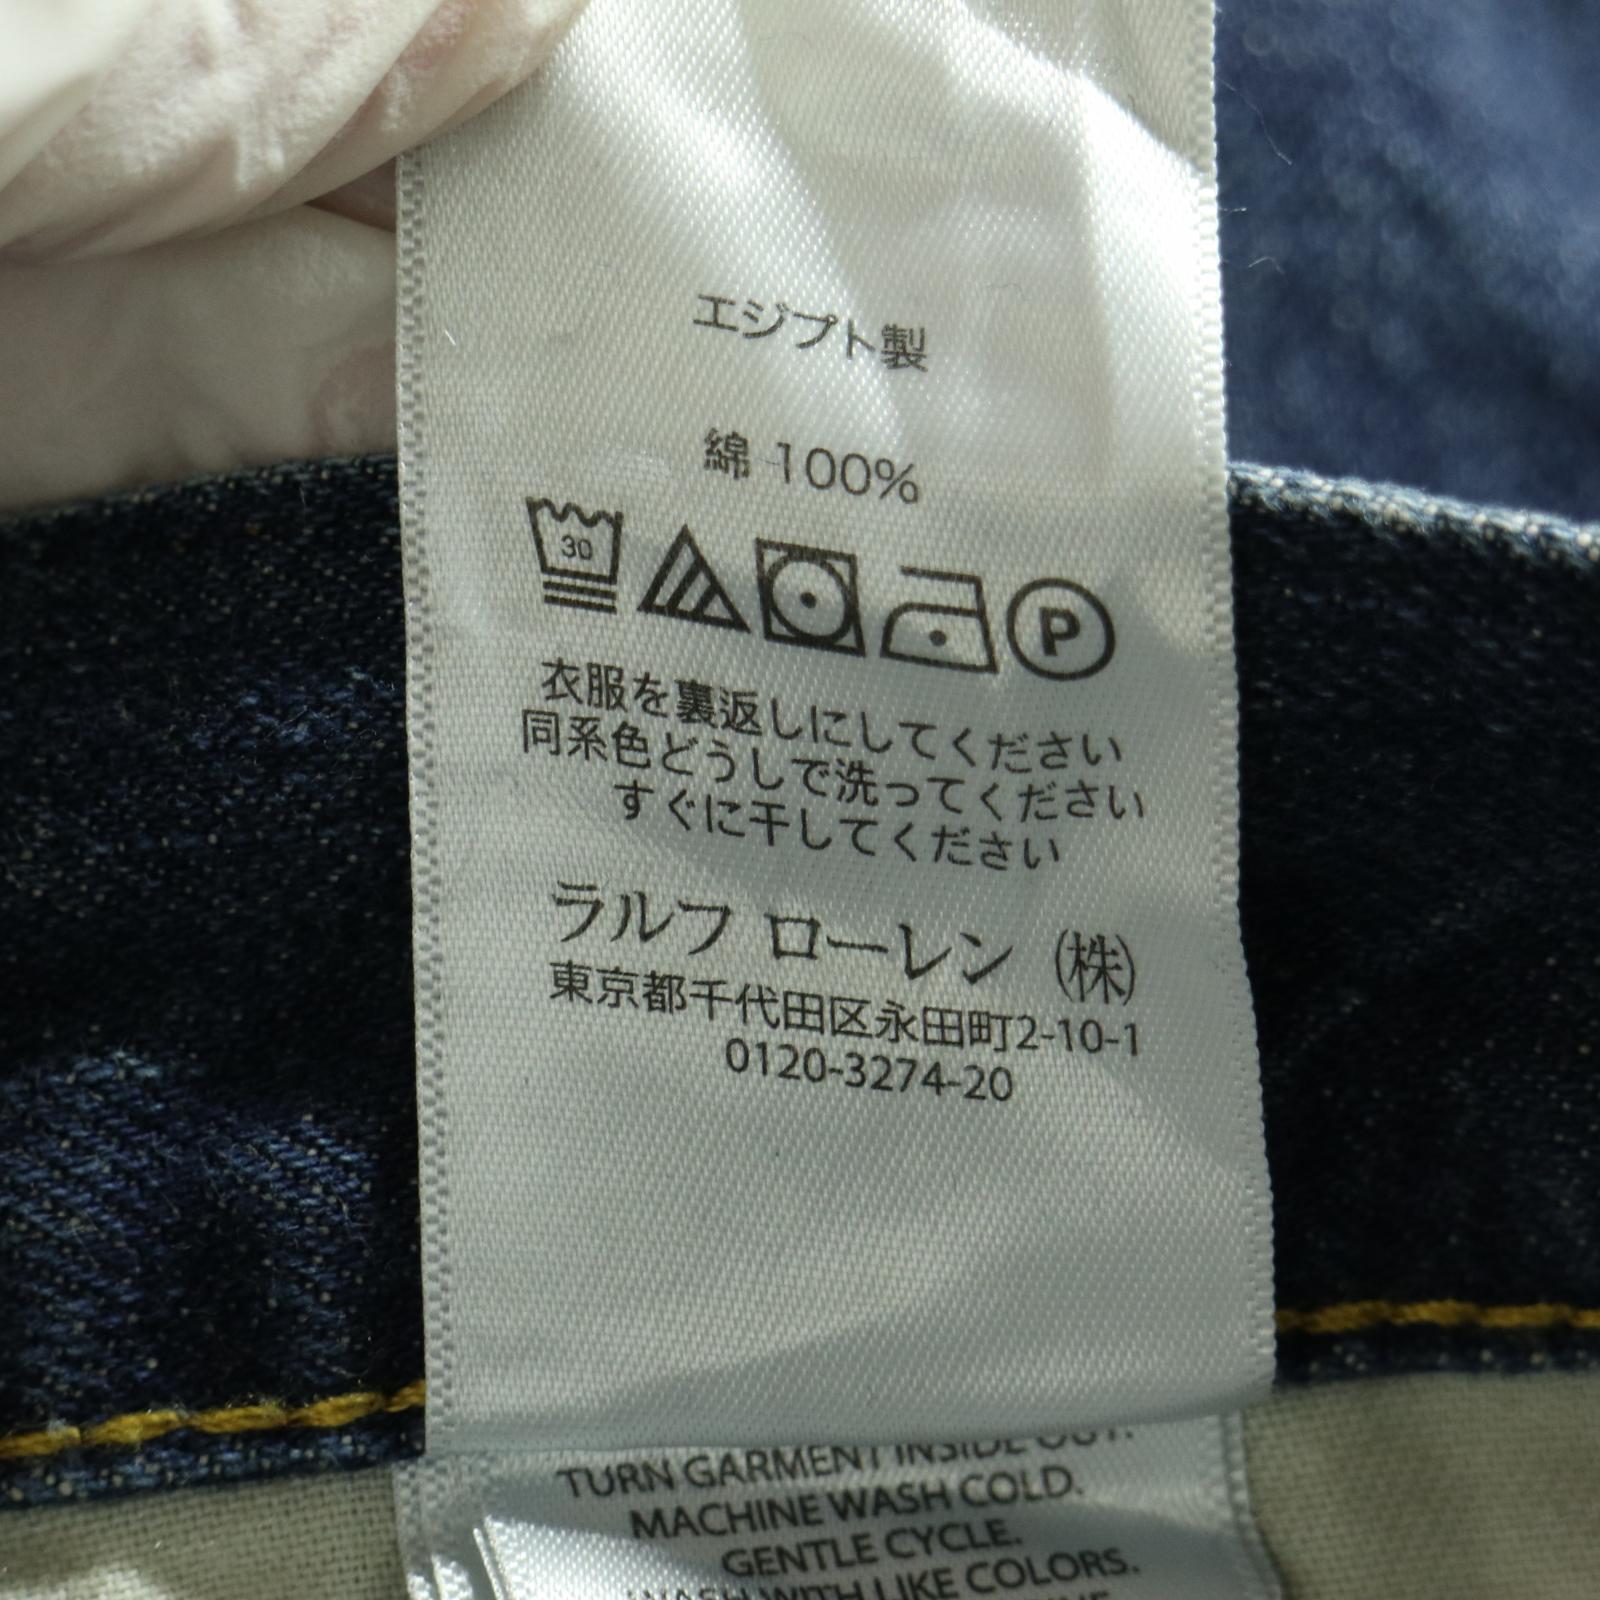 エジプト製
綿 100%
30
P
衣服を裏返しにしてください
同系色どうしで洗ってください
すぐに干してください
ラルフ ローレン (株)
東京都千代田区永田町2-10-1
0120-3274-20
TURN GARMENT INSIDE OUT.
MACHINE WASH COLD.
GENTLE CYCLE.
WASH WITH LIKE COLORS.